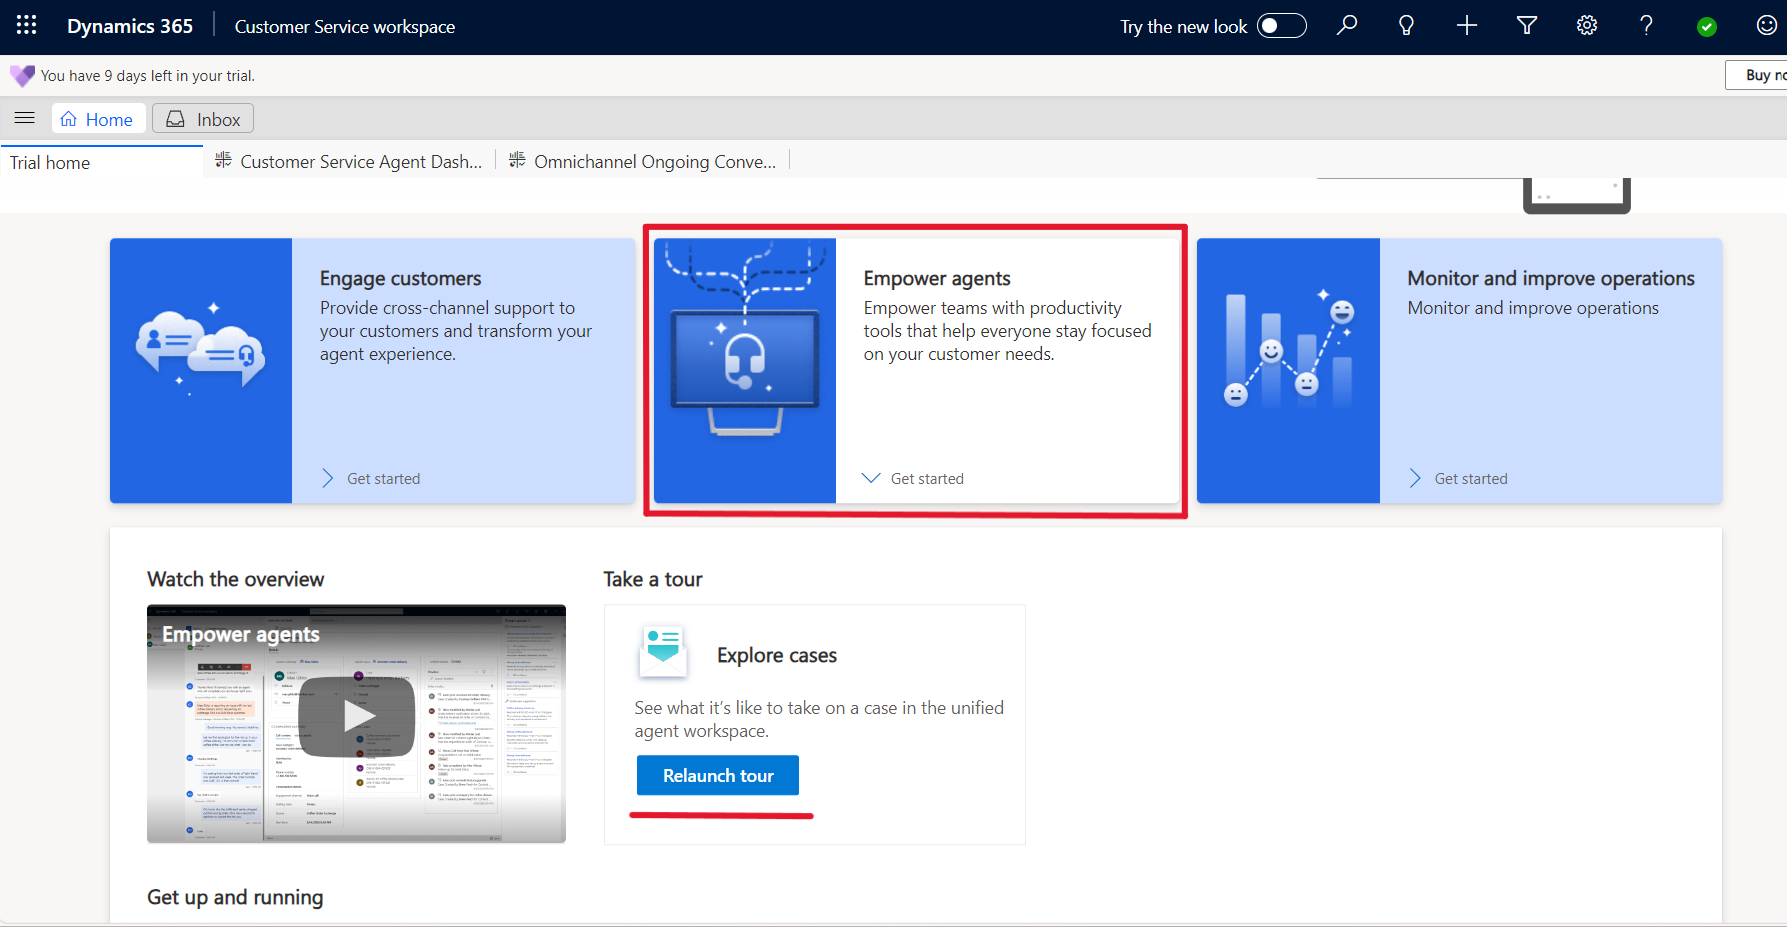 Dynamics 365
Customer Service workspace
Try the new look
You have 9 days left in your trial.
Buy no
Home
Inbox
Trial home
Customer Service Agent Dash...
Omnichannel Ongoing Conve...
Engage customers
Provide cross-channel support to
your customers and transform your
agent experience.
Get started
Empower agents
Empower teams with productivity
tools that help everyone stay focused
on your customer needs.
Get started
Monitor and improve operations
Monitor and improve operations
Get started
Watch the overview
Empower agents
Take a tour
Explore cases
See what it's like to take on a case in the unified
agent workspace.
Relaunch tour
Get up and running